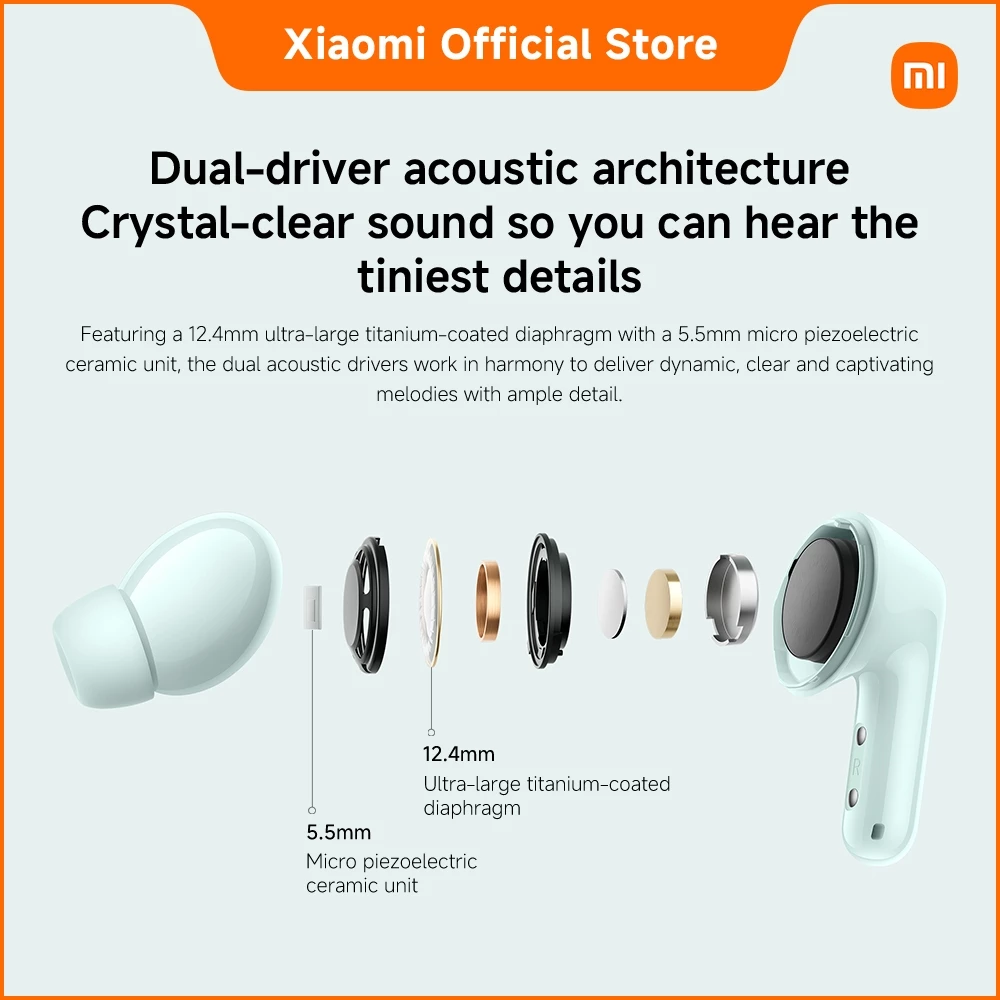 Xiaomi Official Store
mi
Dual-driver acoustic architecture
Crystal-clear sound so you can hear the
tiniest details
Featuring a 12.4mm ultra-large titanium-coated diaphragm with a 5.5mm micro piezoelectric
ceramic unit, the dual acoustic drivers work in harmony to deliver dynamic, clear and captivating
melodies with ample detail.
12.4mm
Ultra-large titanium-coated
diaphragm
5.5mm
Micro piezoelectric
ceramic unit
R